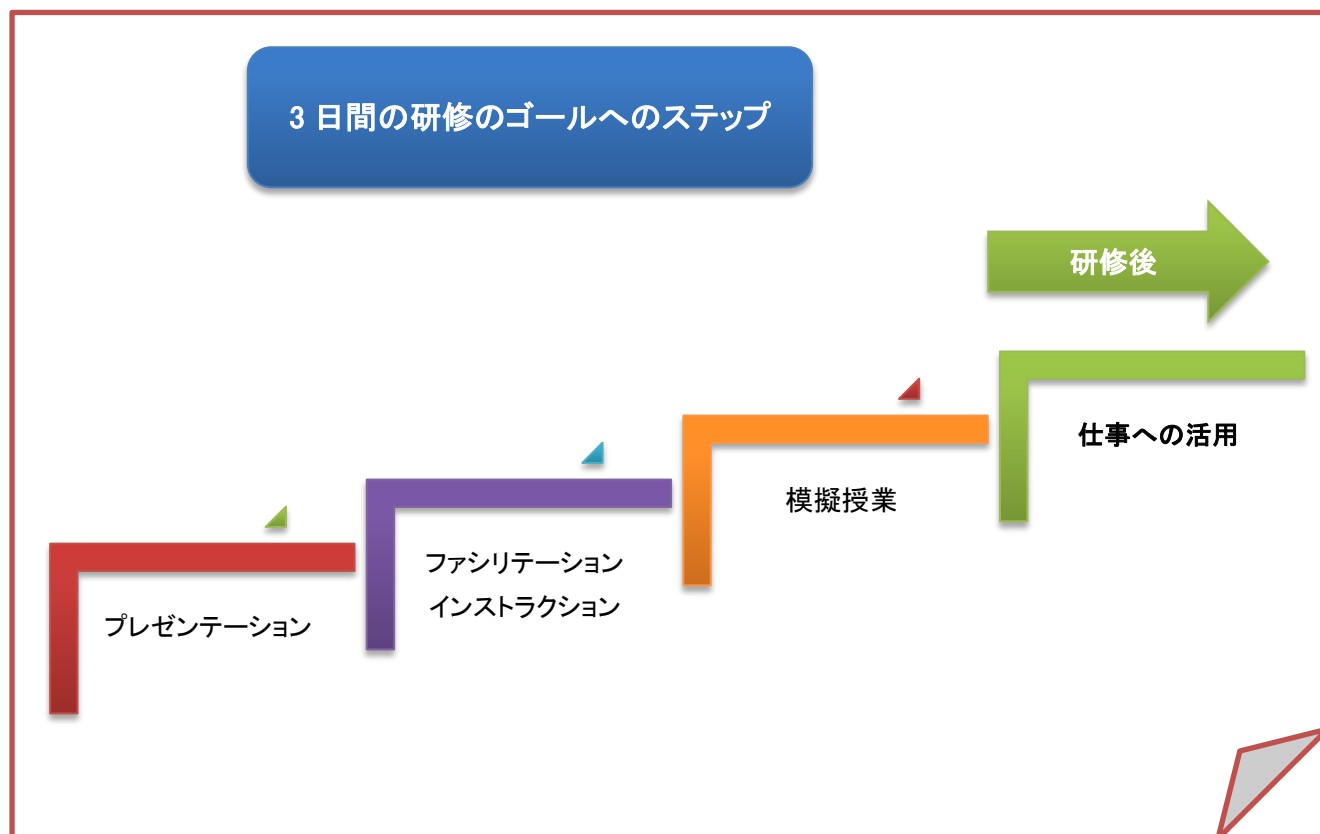 3 日間の研修のゴールへのステップ
研修後
仕事への活用
模擬授業
ファシリテーション
インストラクション
プレゼンテーション